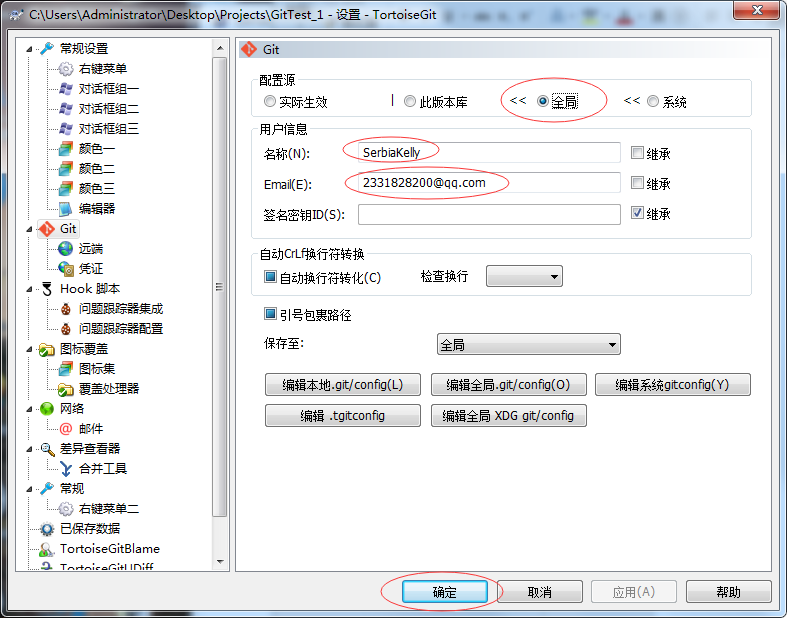 C:\Users\Administrator\Desktop\Projects\GitTest_1 - 设置 - TortoiseGit
常规设置
右键菜单
对话框组一
对话框组二
对话框组三
颜色一
颜色二
颜色三
编辑器
Git
远端
凭证
Hook 脚本
问题跟踪器集成
问题跟踪器配置
图标覆盖
图标集
覆盖处理器
网络
邮件
差异查看器
合并工具
常规
右键菜单二
已保存数据
TortoiseGitBlame
TortoiseGitUDiff
Git
配置源
实际生效 | 此版本库 << 全局 << 系统
用户信息
名称(N): SerbiaKelly 继承
Email(E): 2331828200@qq.com 继承
签名密钥ID(S): 继承
自动CrLf换行符转换
自动换行符转化(C) 检查换行
引号包裹路径
保存至: 全局
编辑本地.git/config(L) 编辑全局.git/config(O) 编辑系统gitconfig(Y)
编辑 .tgitconfig 编辑全局 XDG git/config
确定 取消 应用(A) 帮助